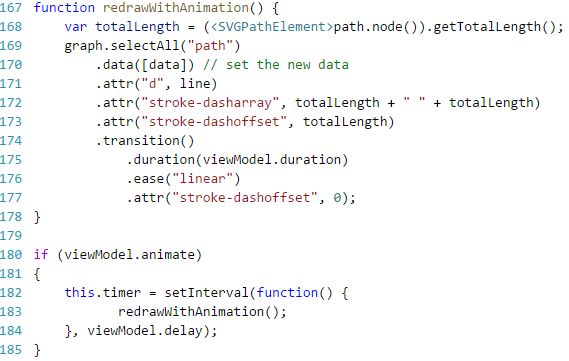 167 function redrawWithAnimation() {
168     var totalLength = (<SVGPathElement>path.node()).getTotalLength();
169     graph.selectAll("path")
170         .data([data]) // set the new data
171         .attr("d", line)
172         .attr("stroke-dasharray", totalLength + " " + totalLength)
173         .attr("stroke-dashoffset", totalLength)
174         .transition()
175             .duration(viewModel.duration)
176             .ease("linear")
177             .attr("stroke-dashoffset", 0);
178 }
179
180 if (viewModel.animate)
181 {
182     this.timer = setInterval(function() {
183             redrawWithAnimation();
184     }, viewModel.delay);
185 }